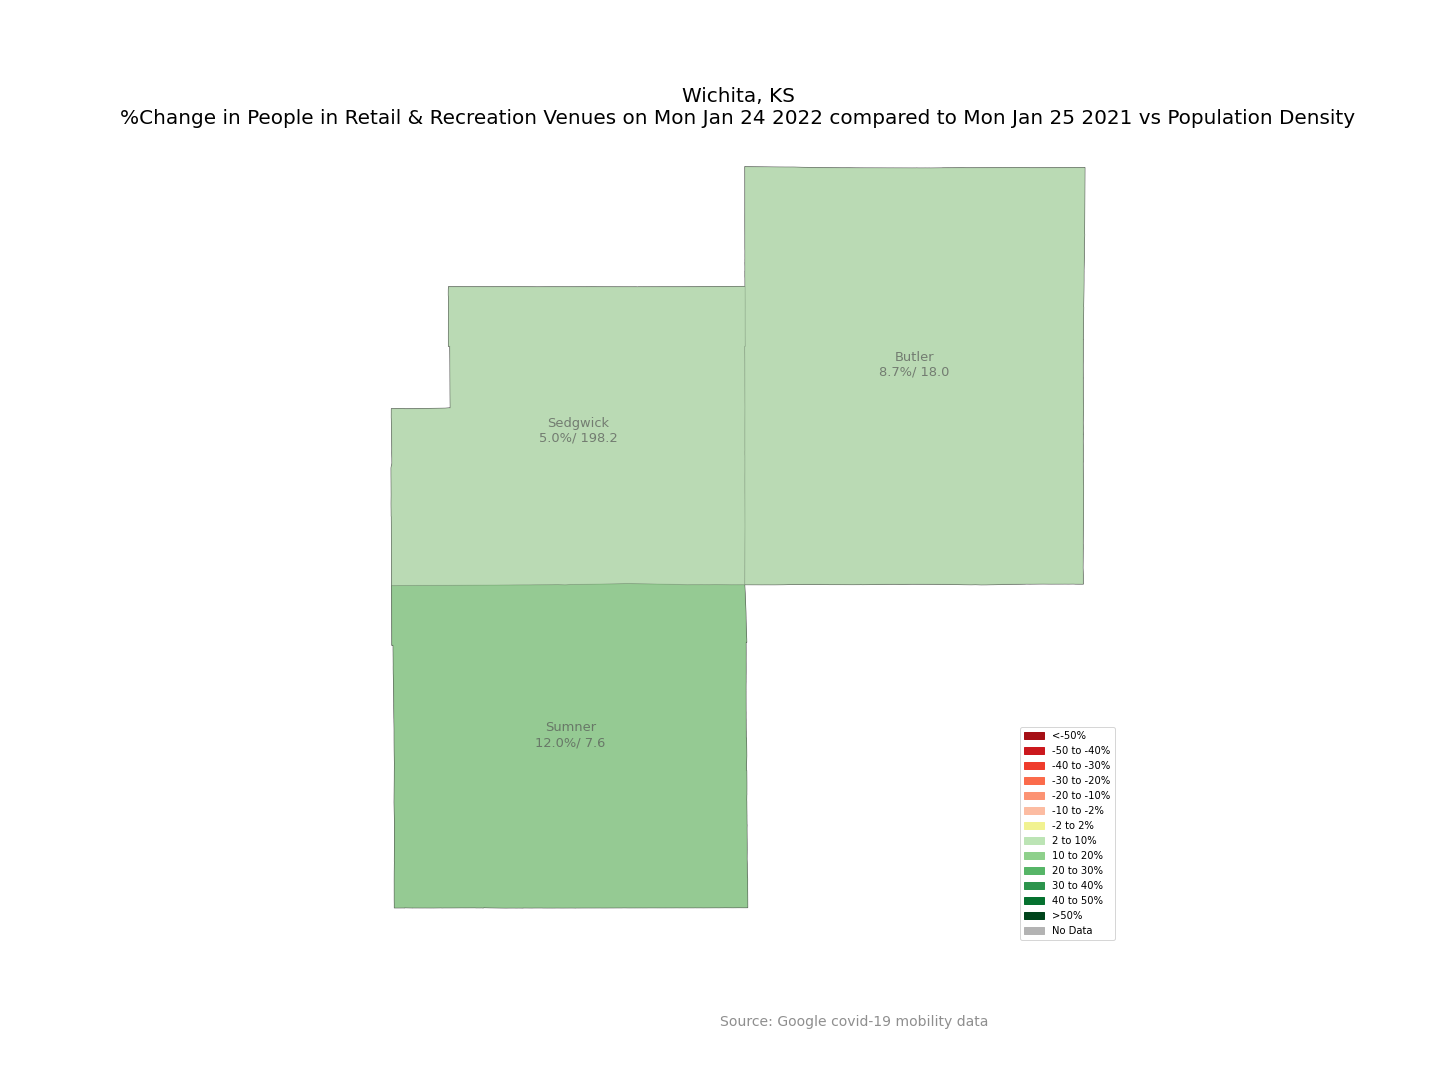 Wichita, KS
%Change in People in Retail & Recreation Venues on Mon Jan 24 2022 compared to Mon Jan 25 2021 vs Population Density
Butler
8.7%/ 18.0
Sedgwick
5.0%/ 198.2
Sumner
12.0%/ 7.6
<-50%
-50 to -40%
-40 to -30%
-30 to -20%
-20 to -10%
-10 to -2%
-2 to 2%
2 to 10%
10 to 20%
20 to 30%
30 to 40%
40 to 50%
>50%
No Data
Source: Google covid-19 mobility data